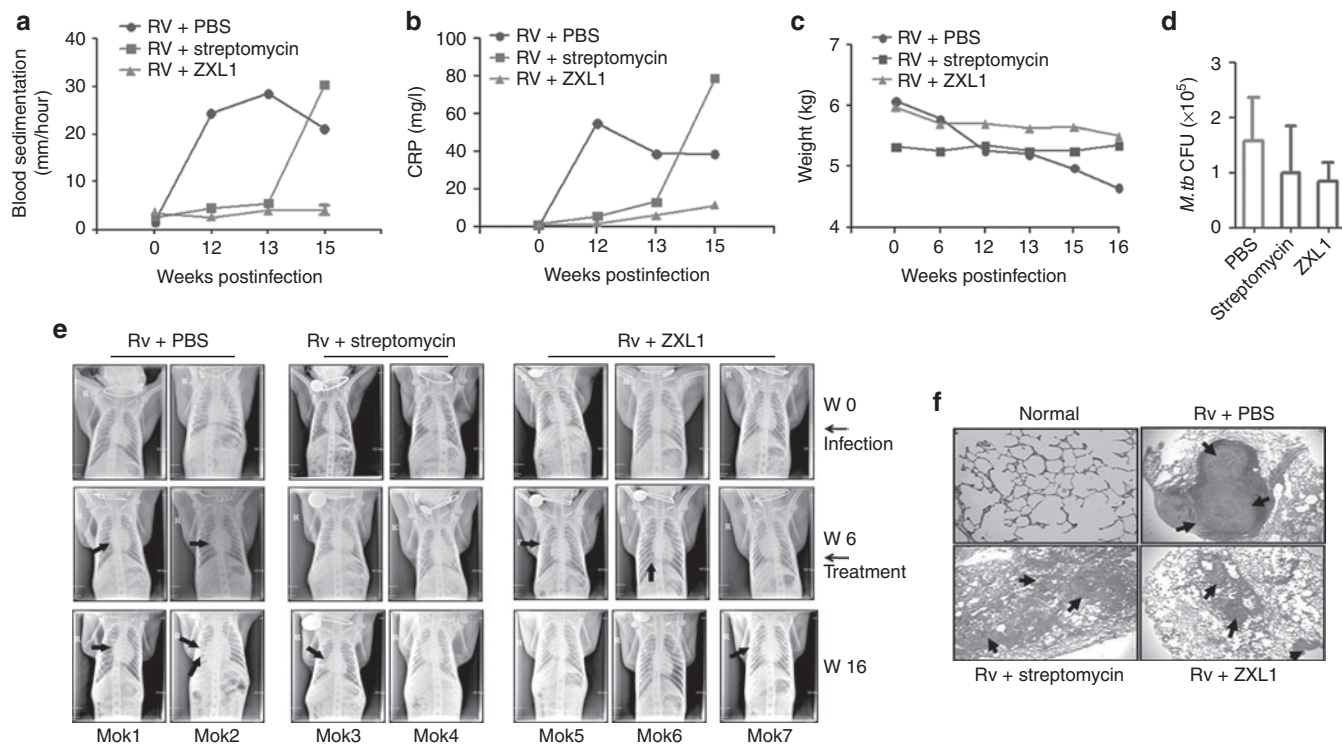 a
RV + PBS
RV + streptomycin
RV + ZXL1
Blood sedimentation
(mm/hour)
40
30
20
10
0
0 12 13 15
Weeks postinfection
b
RV + PBS
RV + streptomycin
RV + ZXL1
CRP (mg/l)
100
80
60
40
20
0
0 12 13 15
Weeks postinfection
c
RV + PBS
RV + streptomycin
RV + ZXL1
Weight (kg)
7
6
5
4
0 6 12 13 15 16
Weeks postinfection
d
M.tb CFU (×10⁵)
3
2
1
0
PBS
Streptomycin
ZXL1
e
Rv + PBS
Rv + streptomycin
Rv + ZXL1
R
W 0
Infection
W 6
Treatment
W 16
Mok1 Mok2 Mok3 Mok4 Mok5 Mok6 Mok7
f
Normal
Rv + PBS
Rv + streptomycin
Rv + ZXL1